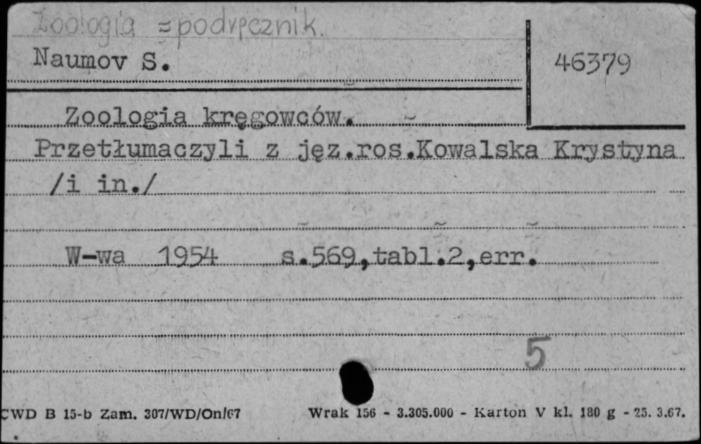 Zoologia = podręcznik.
Naumov S.
46379
Zoologia kręgowców.
Przetłumaczyli z jęz.ros.Kowalska Krystyna
/i in./
W-wa 1954 s.569,tabl.2,err.
5
CWD B 15-b Zam. 307/WD/On/67 Wrak 156 - 3.305.000 - Karton V kl. 180 g - 25. 3.67.